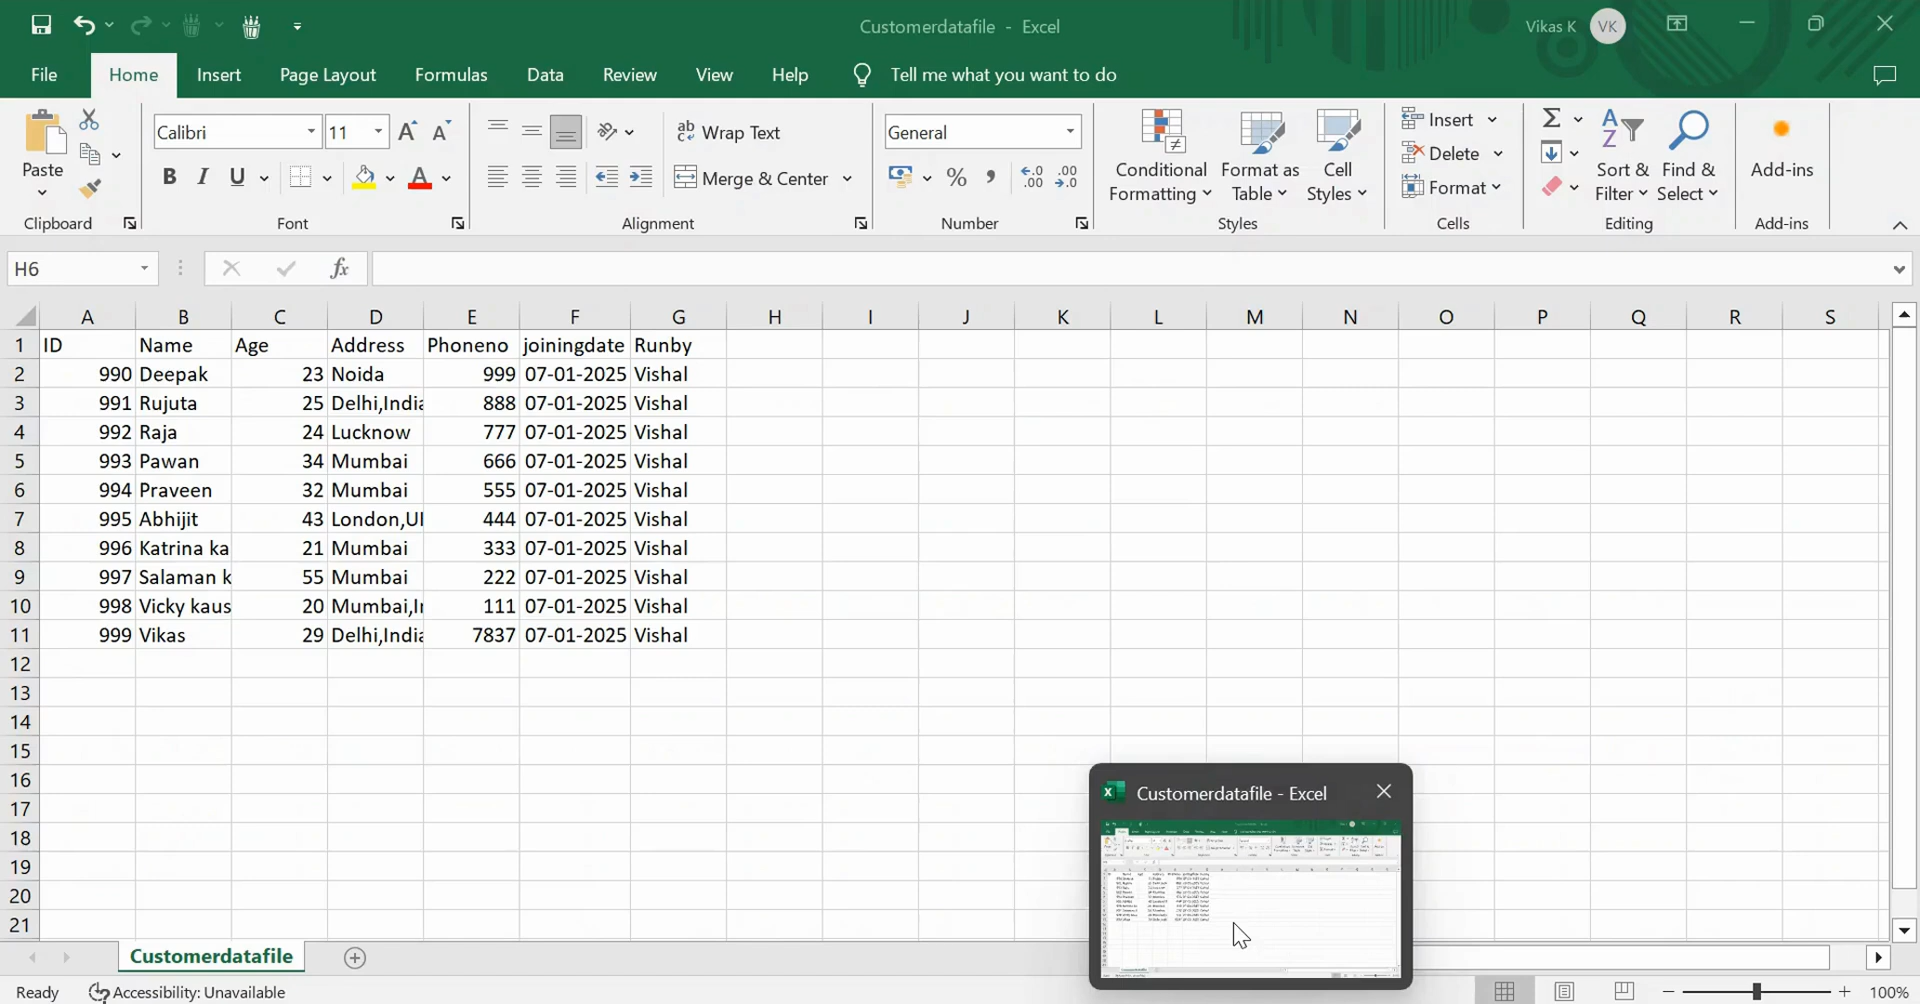 Customerdatafile - Excel
Vikas K VK
File Home Insert Page Layout Formulas Data Review View Help Tell me what you want to do
Paste
Clipboard
Calibri 11
B I U A
Font
ab Wrap Text
Merge & Center
Alignment
General
% , .00
Number
Conditional Formatting
Format as Table
Cell Styles
Styles
Insert
Delete
Format
Cells
Sort & Filter
Find & Select
Editing
Add-ins
Add-ins
H6 fx
A B C D E F G H I J K L M N O P Q R S
1 ID Name Age Address Phoneno joiningdate Runby
2 990 Deepak 23 Noida 999 07-01-2025 Vishal
3 991 Rujuta 25 Delhi,India 888 07-01-2025 Vishal
4 992 Raja 24 Lucknow 777 07-01-2025 Vishal
5 993 Pawan 34 Mumbai 666 07-01-2025 Vishal
6 994 Praveen 32 Mumbai 555 07-01-2025 Vishal
7 995 Abhijit 43 London,U 444 07-01-2025 Vishal
8 996 Katrina ka 21 Mumbai 333 07-01-2025 Vishal
9 997 Salaman k 55 Mumbai 222 07-01-2025 Vishal
10 998 Vicky kaus 20 Mumbai,I 111 07-01-2025 Vishal
11 999 Vikas 29 Delhi,India 7837 07-01-2025 Vishal
12
13
14
15
16
17
18
19
20
21
Customerdatafile - Excel
Customerdatafile
Ready Accessibility: Unavailable
100%